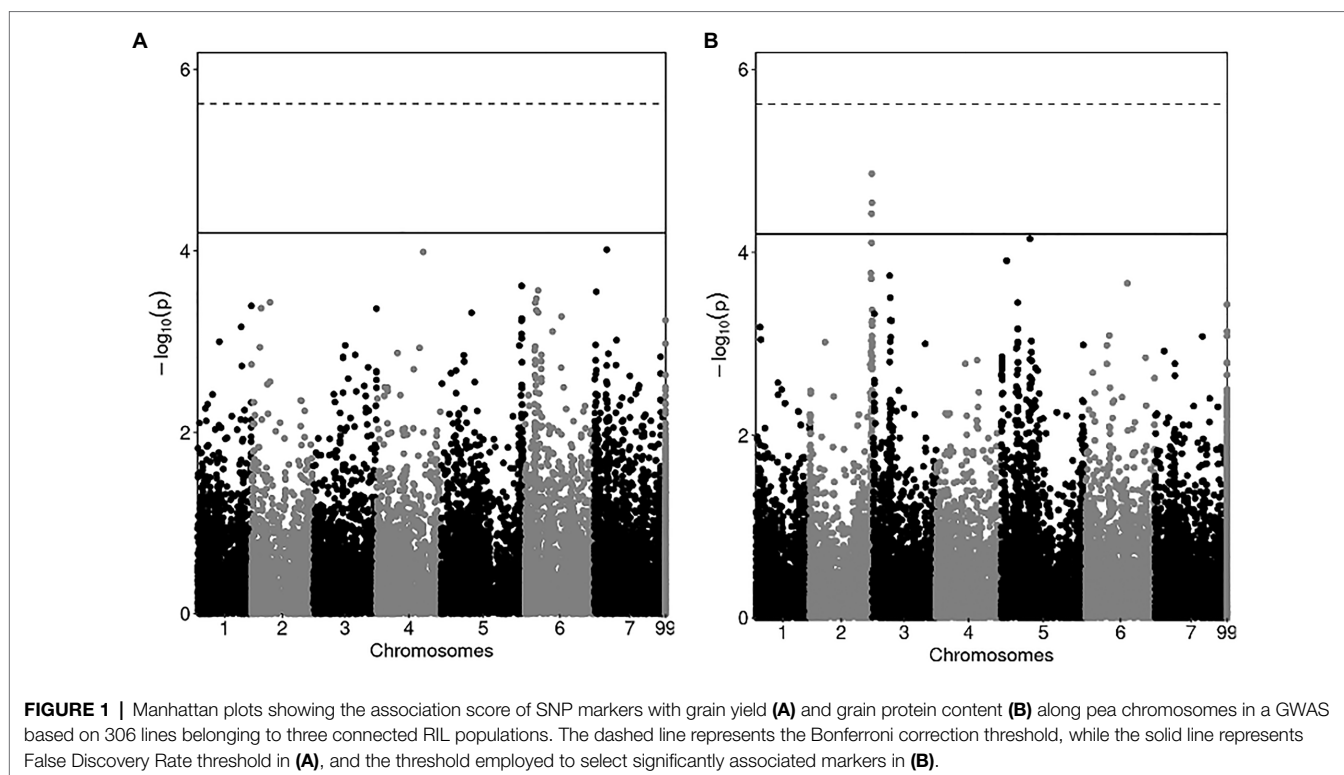 A
B
6
4
2
0
−log10(p)
1 2 3 4 5 6 7 99
Chromosomes
6
4
2
0
−log10(p)
1 2 3 4 5 6 7 99
Chromosomes
FIGURE 1 | Manhattan plots showing the association score of SNP markers with grain yield (A) and grain protein content (B) along pea chromosomes in a GWAS
based on 306 lines belonging to three connected RIL populations. The dashed line represents the Bonferroni correction threshold, while the solid line represents
False Discovery Rate threshold in (A), and the threshold employed to select significantly associated markers in (B).